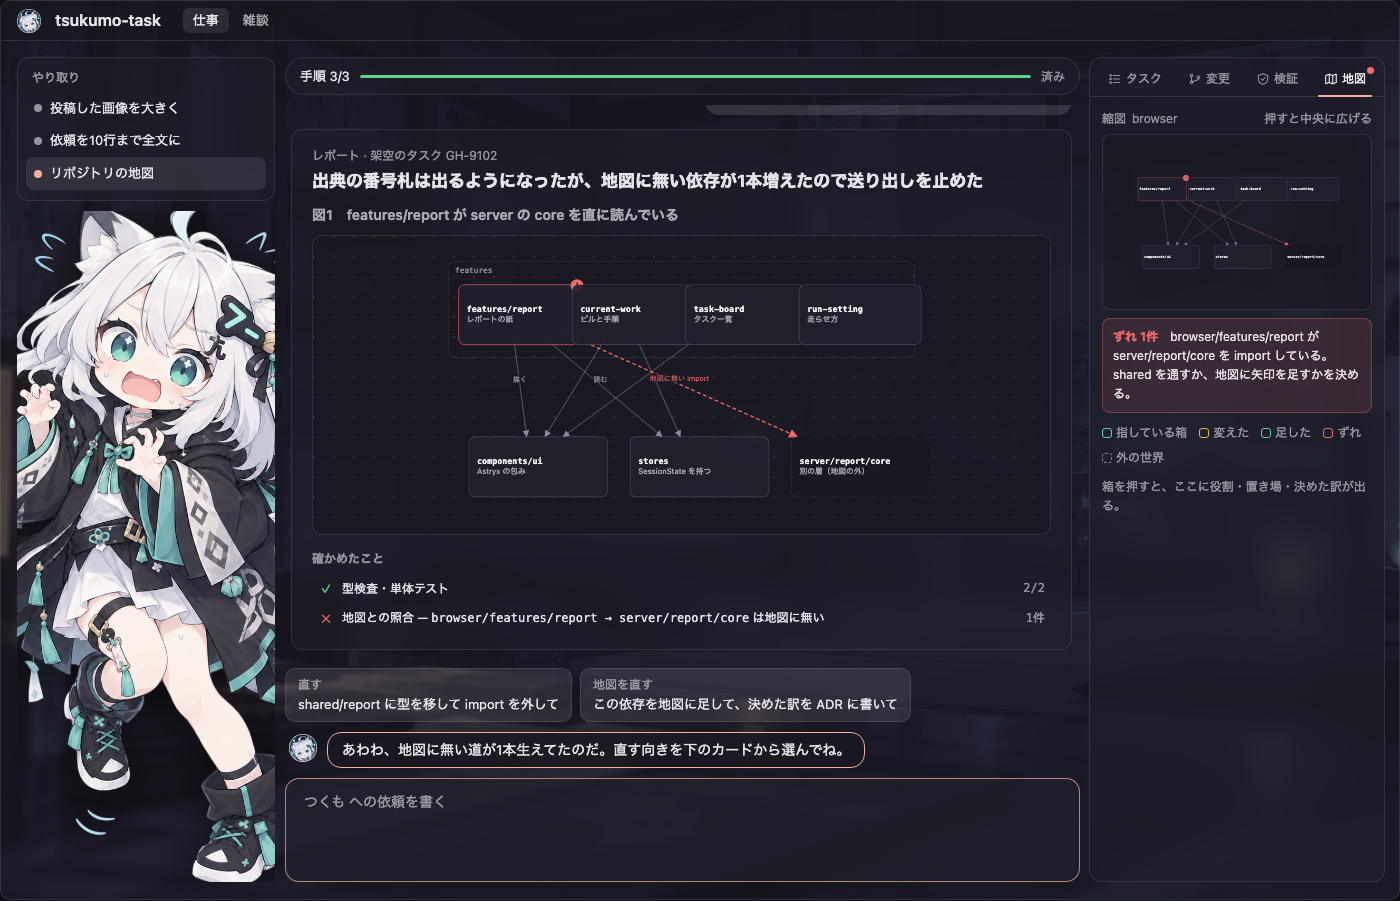 tsukumo-task
仕事
雑談
やり取り
投稿した画像を大きく
依頼を10行まで全文に
リポジトリの地図
手順 3/3
済み
レポート · 架空のタスク GH-9102
出典の番号札は出るようになったが、地図に無い依存が1本増えたので送り出しを止めた
図1 features/report が server の core を直に読んでいる
features
features/report
レポートの紙
current-work
ピルと手順
task-board
タスク一覧
run-setting
走らせ方
描く
読む
地図に無い import
components/ui
Astryx の包み
stores
SessionState を持つ
server/report/core
別の層（地図の外）
確かめたこと
型検査・単体テスト
2/2
地図との照合 — browser/features/report → server/report/core は地図に無い
1件
直す
shared/report に型を移して import を外して
地図を直す
この依存を地図に足して、決めた訳を ADR に書いて
あわわ、地図に無い道が1本生えてたのだ。直す向きを下のカードから選んでね。
つくも への依頼を書く
タスク
変更
検証
地図
縮図 browser
押すと中央に広げる
features/report
current-work
task-board
run-setting
components/ui
stores
server/report/core
ずれ 1件 browser/features/report が
server/report/core を import している。
shared を通すか、地図に矢印を足すかを決め
る。
指している箱
変えた
足した
ずれ
外の世界
箱を押すと、ここに役割・置き場・決めた訳が出
る。